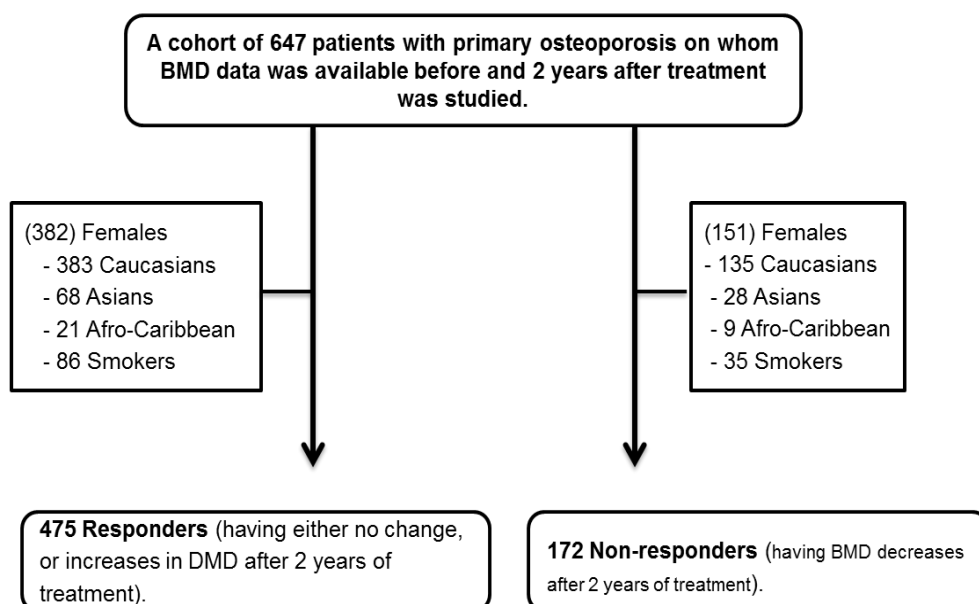 A cohort of 647 patients with primary osteoporosis on whom
BMD data was available before and 2 years after treatment
was studied.
(382) Females
- 383 Caucasians
- 68 Asians
- 21 Afro-Caribbean
- 86 Smokers
(151) Females
- 135 Caucasians
- 28 Asians
- 9 Afro-Caribbean
- 35 Smokers
475 Responders (having either no change,
or increases in DMD after 2 years of
treatment).
172 Non-responders (having BMD decreases
after 2 years of treatment).